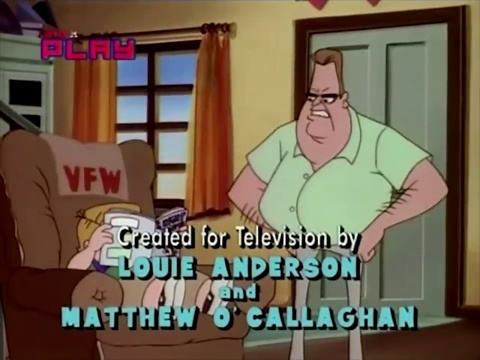 PLAY
VFW
Created for Television by
LOUIE ANDERSON
and
MATTHEW O'CALLAGHAN